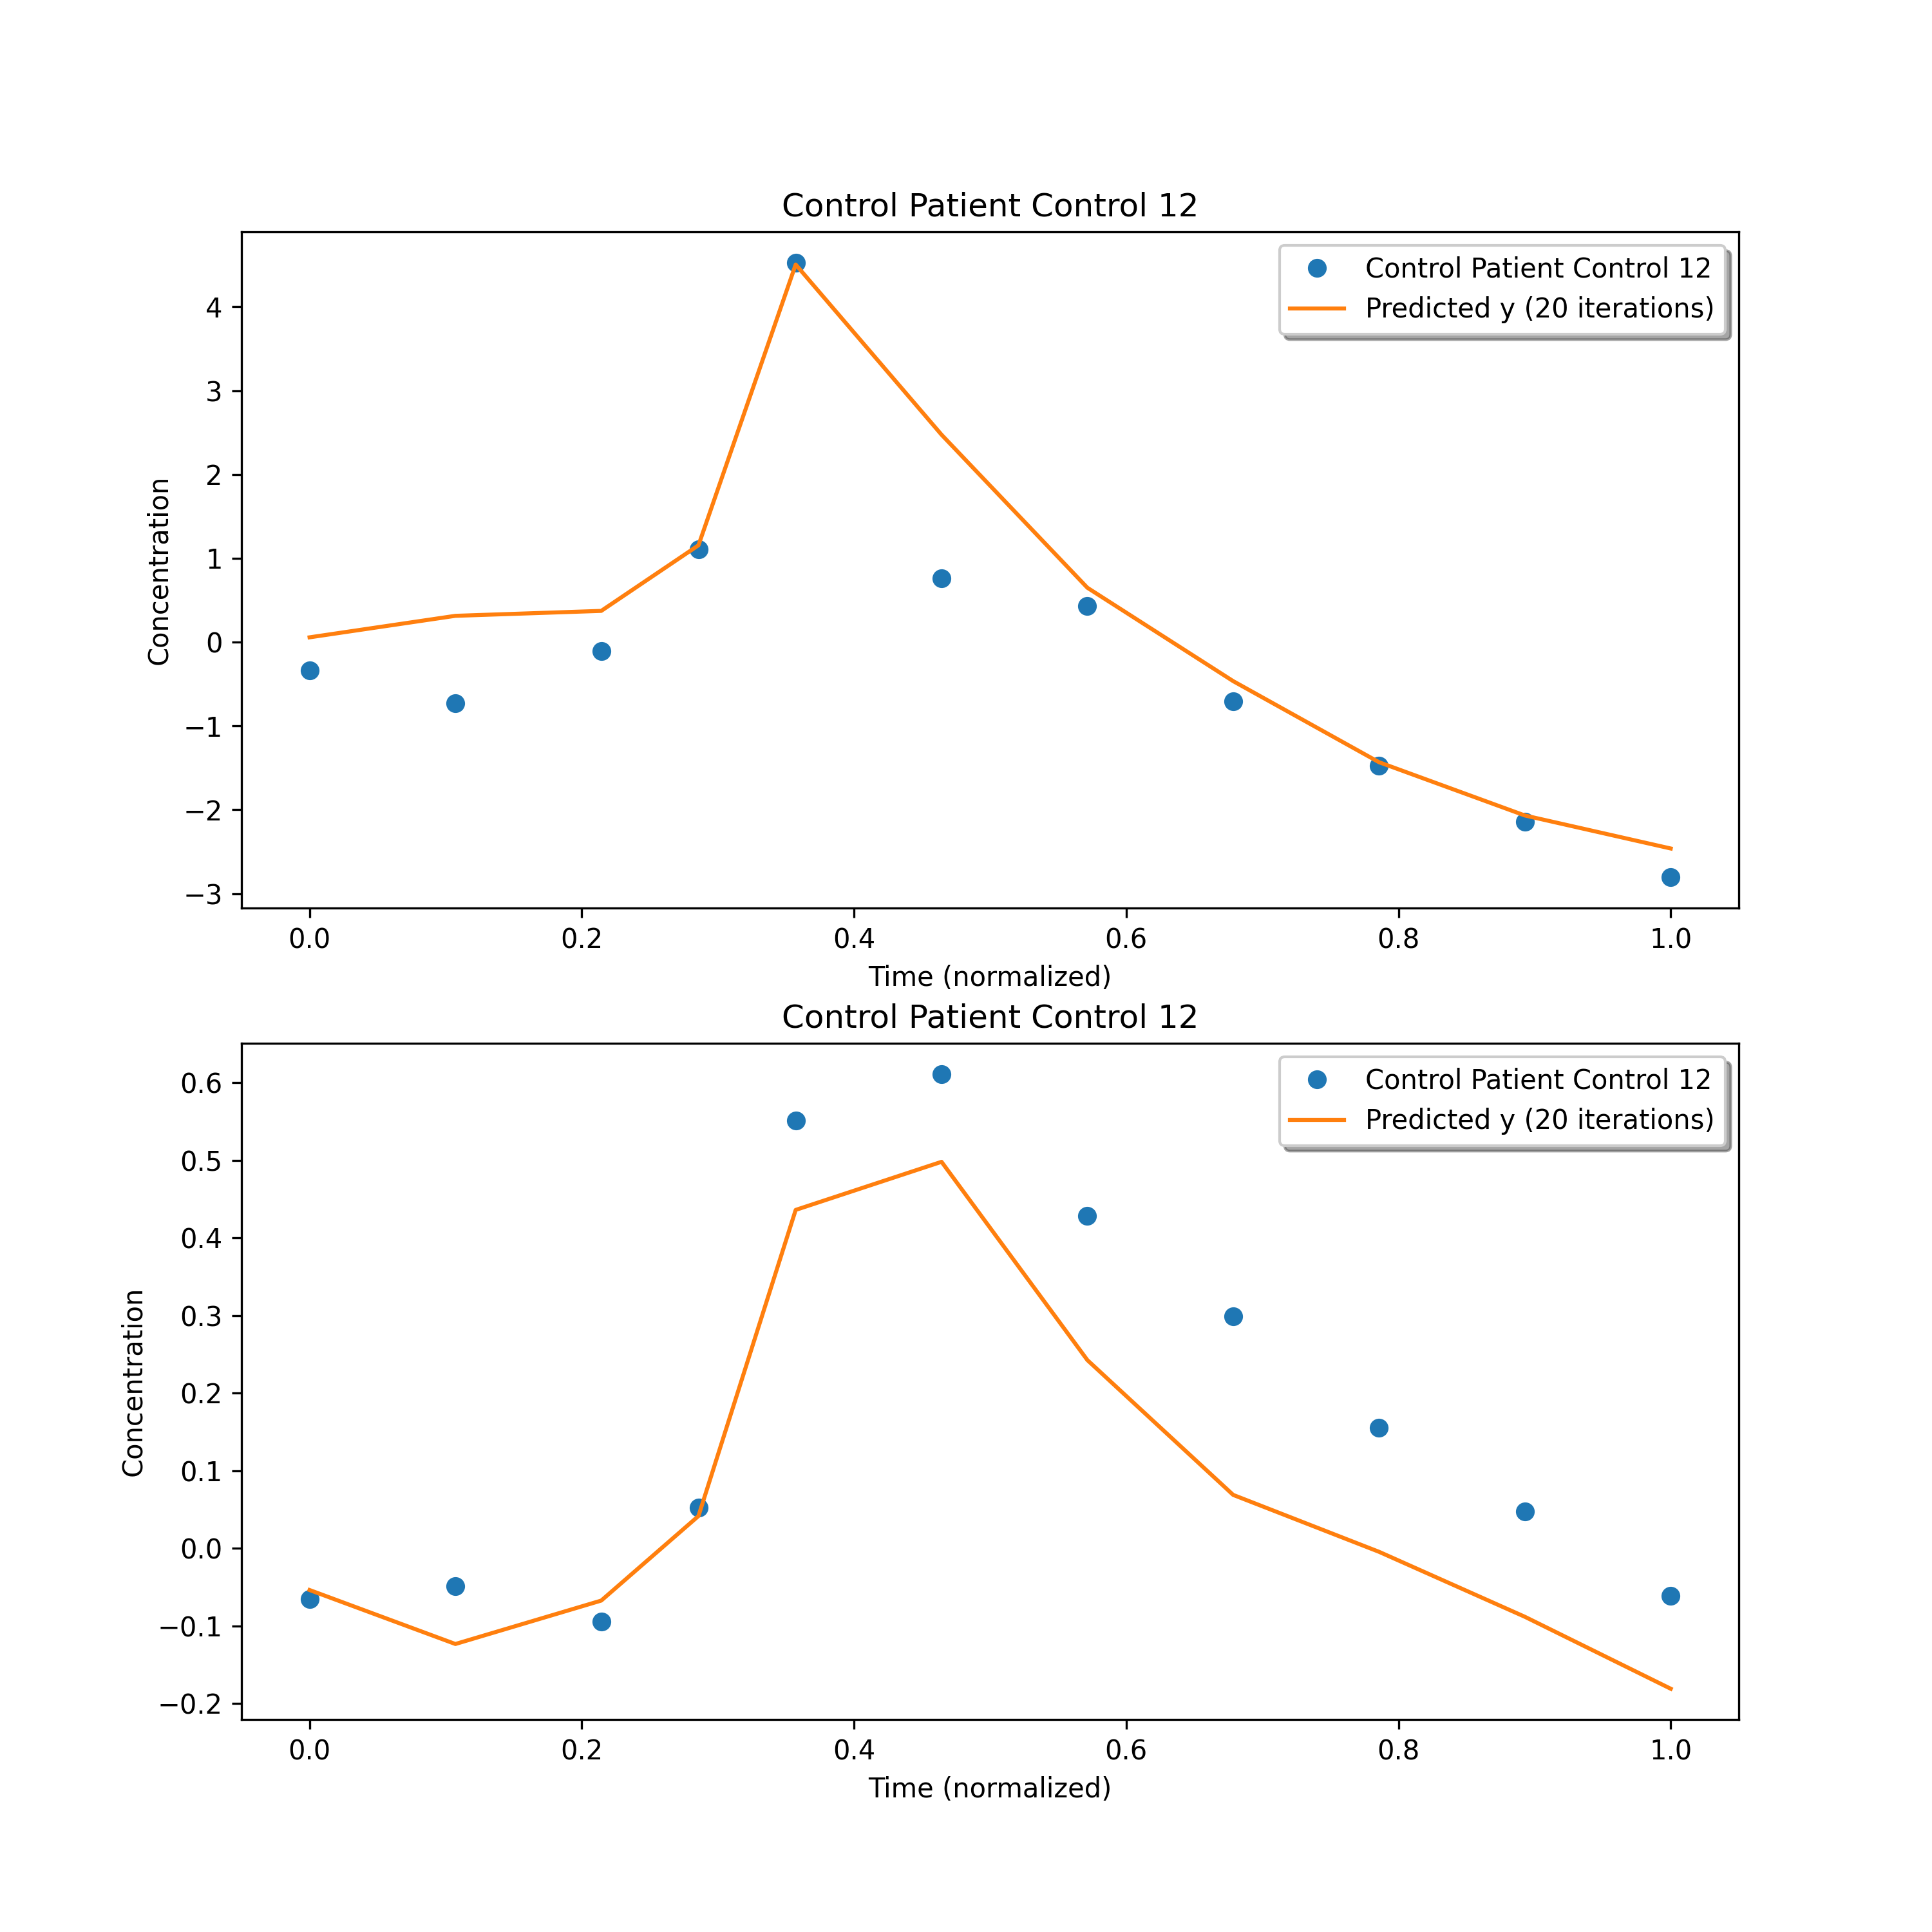 Control Patient Control 12
Control Patient Control 12
Predicted y (20 iterations)
Concentration
4
3
2
1
0
−1
−2
−3
0.0 0.2 0.4 0.6 0.8 1.0
Time (normalized)
Control Patient Control 12
Control Patient Control 12
Predicted y (20 iterations)
Concentration
0.6
0.5
0.4
0.3
0.2
0.1
0.0
−0.1
−0.2
0.0 0.2 0.4 0.6 0.8 1.0
Time (normalized)